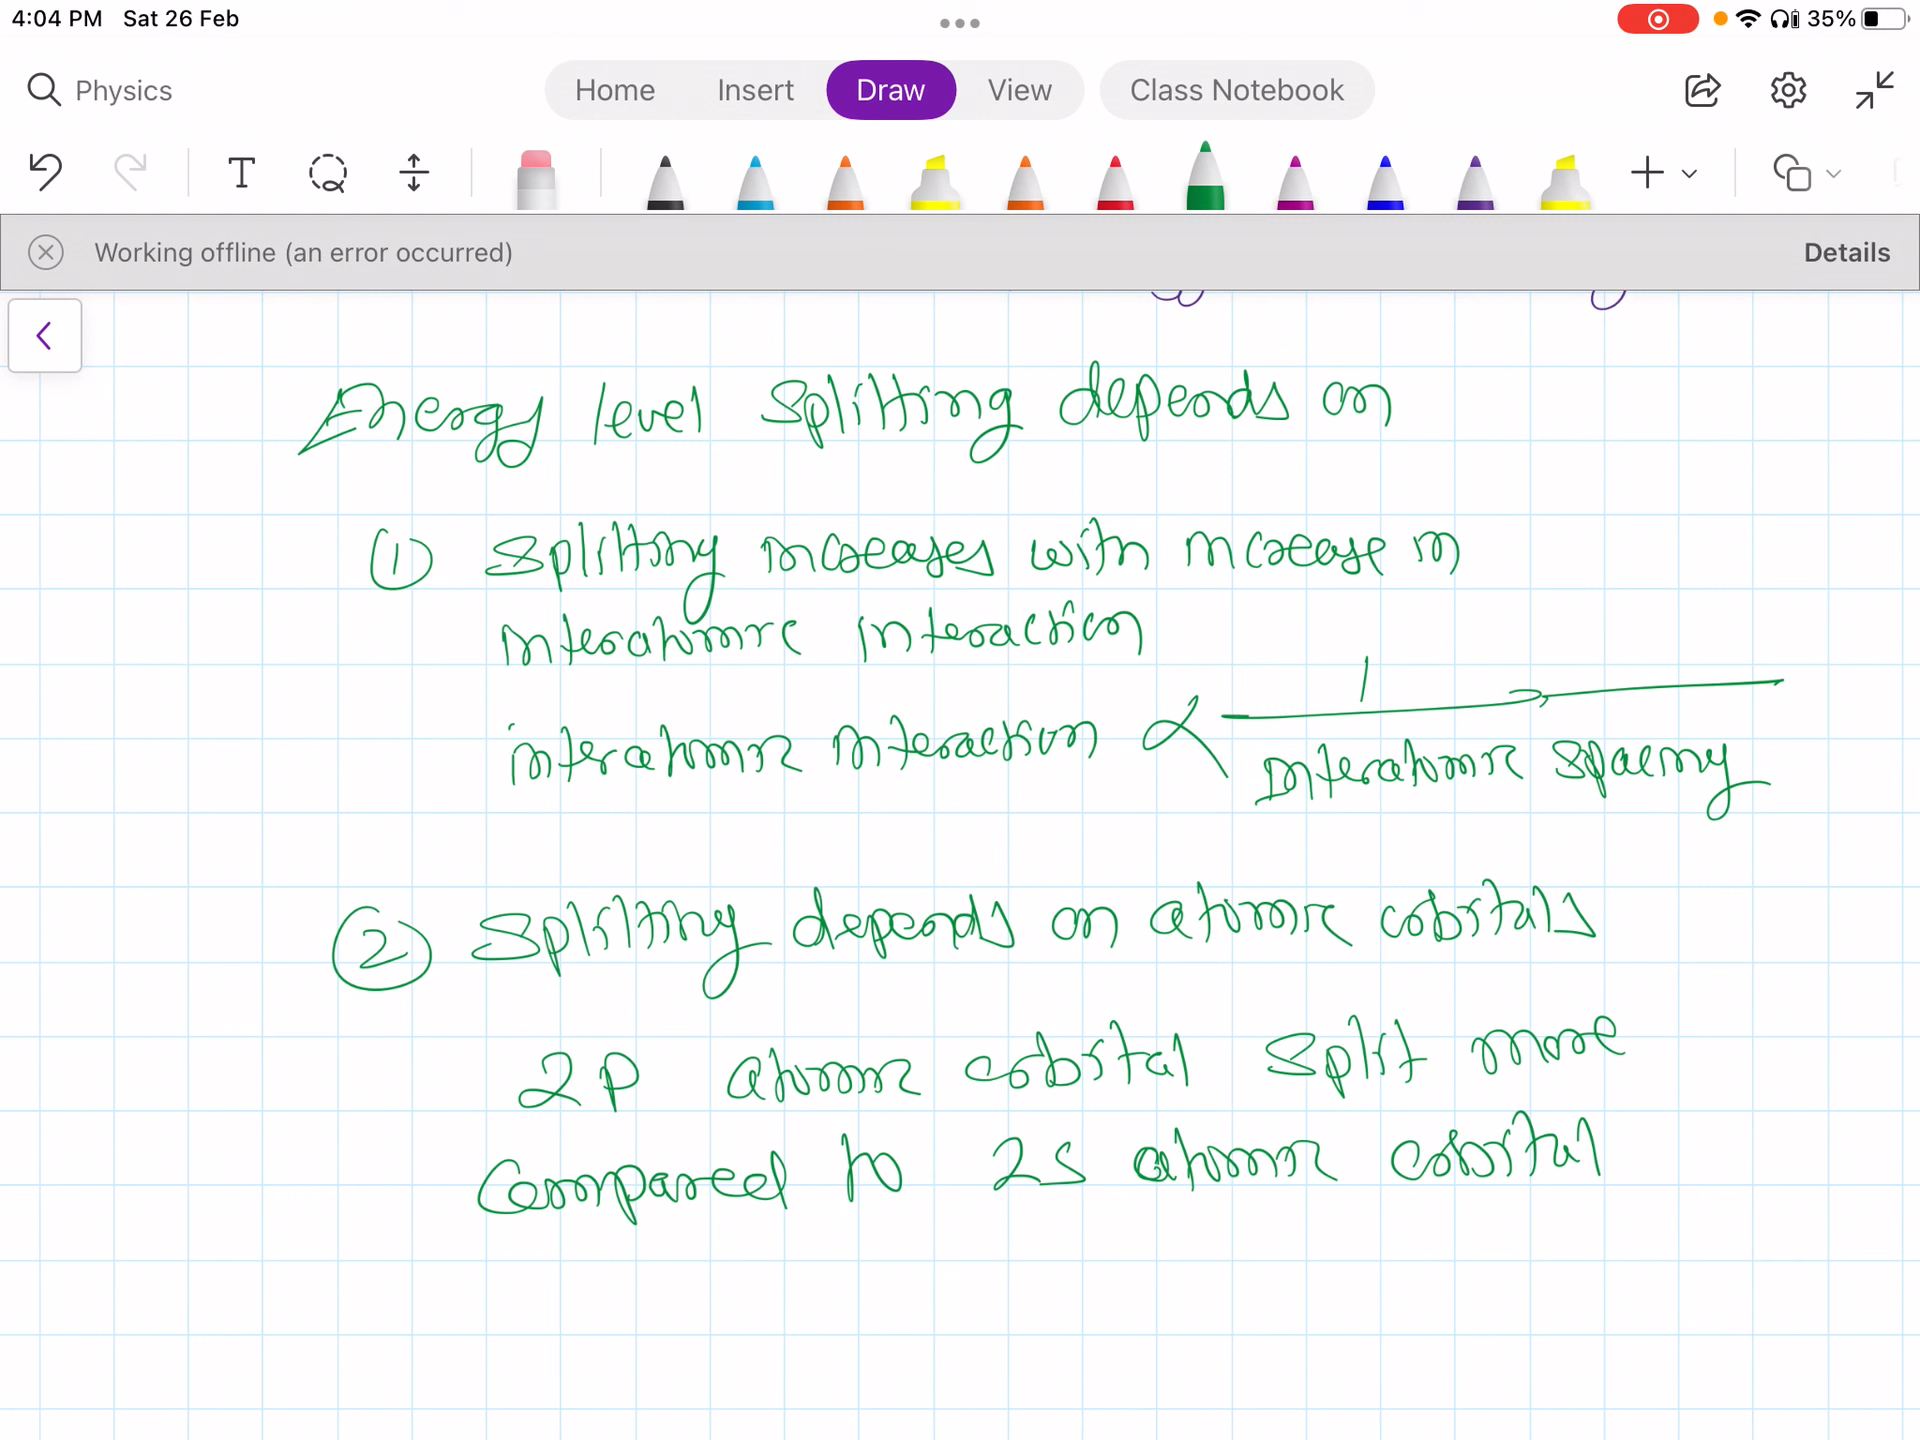 4:04 PM Sat 26 Feb 35%
Physics Home Insert Draw View Class Notebook
T
Working offline (an error occurred) Details
Energy level splitting depends on
① Splitting increases with increase in
interatomic interaction
interatomic interaction ∝ 1
Interatomic spacing
② Splitting depends on atomic orbitals
2p atomic orbital split more
Compared to 2s atomic orbital